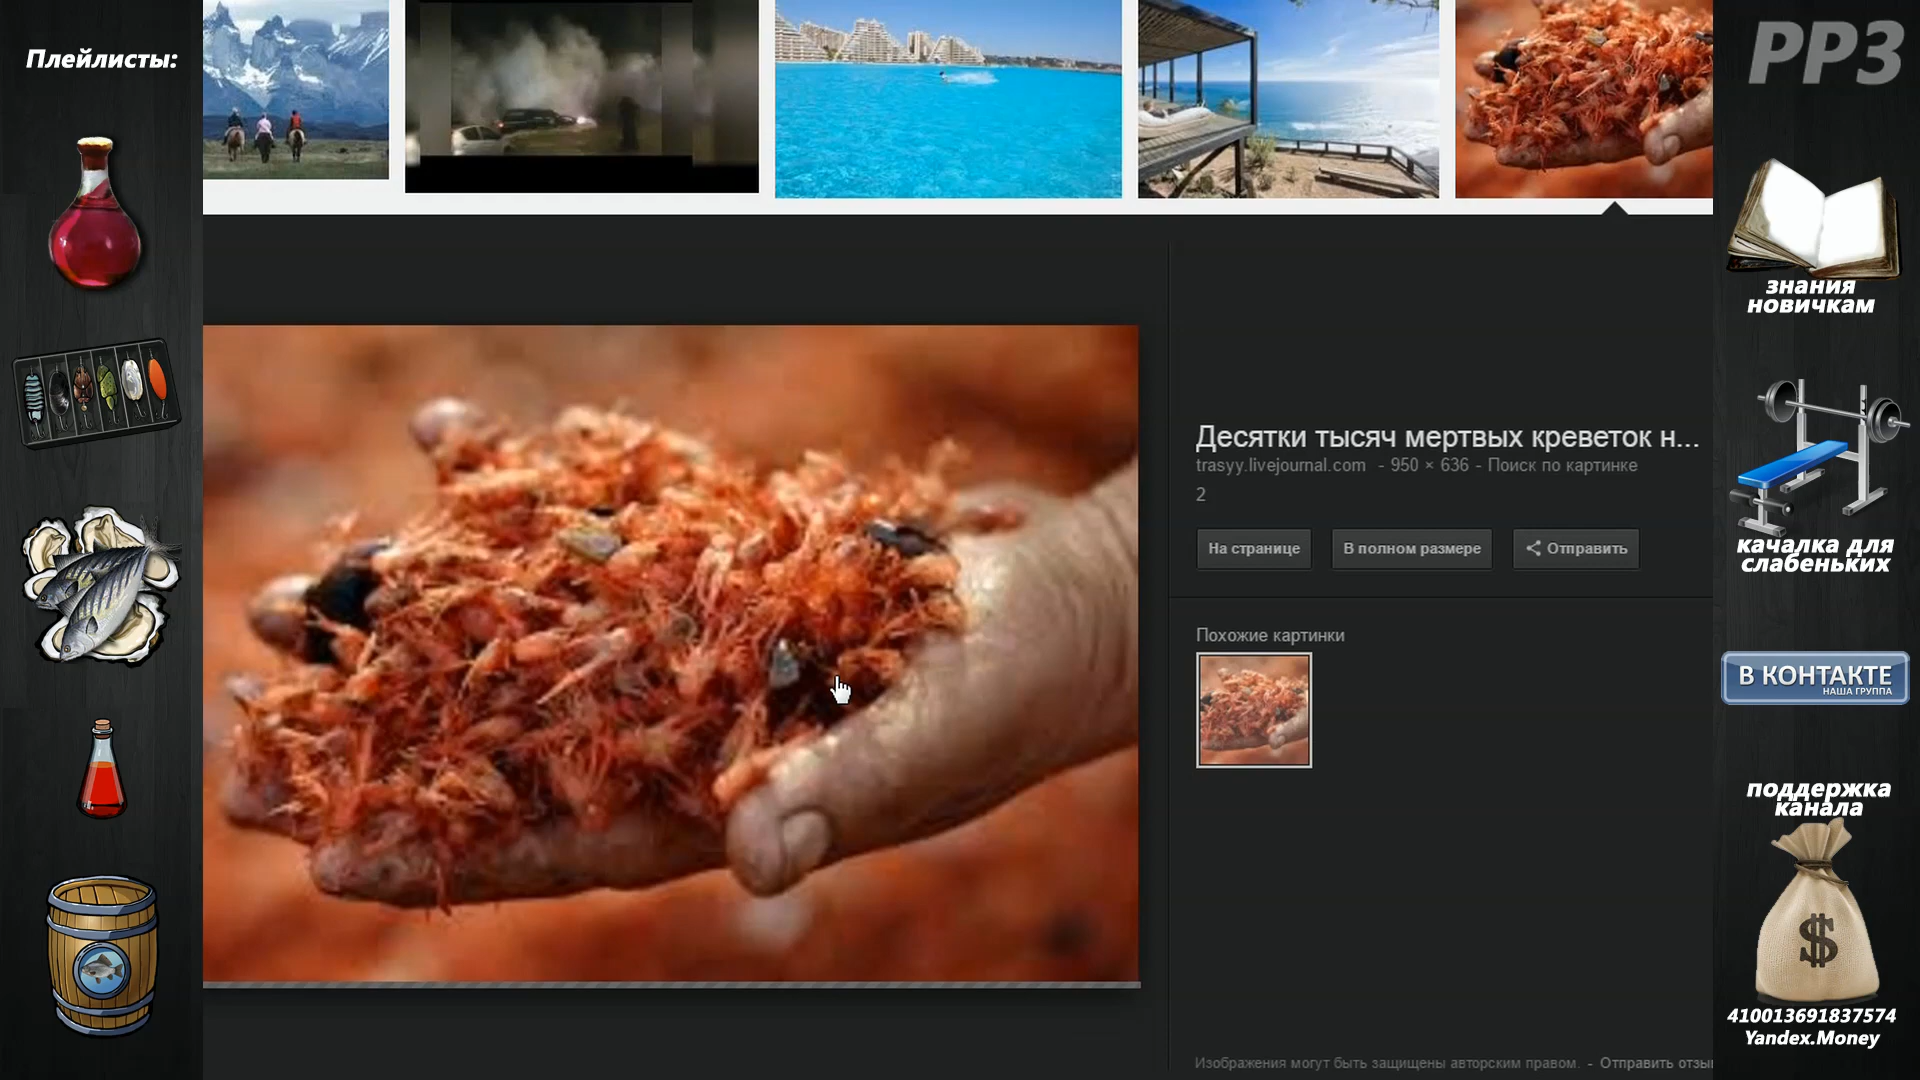 Плейлисты:
РРЗ
знания
новичкам
Десятки тысяч мертвых креветок н...
trasyy.livejournal.com - 950 × 636 - Поиск по картинке
2
На странице
В полном размере
Отправить
качалка для
слабеньких
Похожие картинки
В КОНТАКТЕ
НАША ГРУППА
поддержка
канала
$
410013691837574
Yandex.Money
Изображения могут быть защищены авторским правом. - Отправить отзы